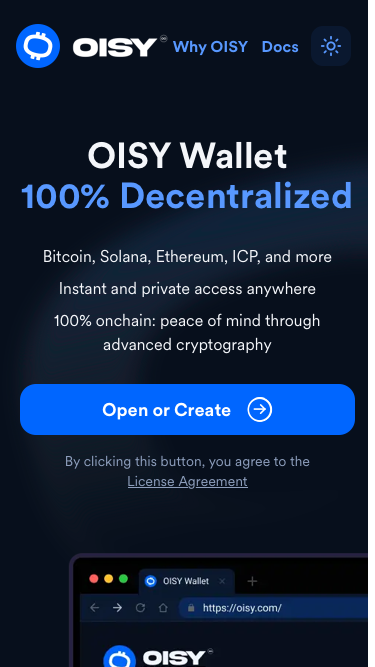 OISY Why OISY Docs
OISY Wallet
100% Decentralized
Bitcoin, Solana, Ethereum, ICP, and more
Instant and private access anywhere
100% onchain: peace of mind through
advanced cryptography
Open or Create
By clicking this button, you agree to the
License Agreement
OISY Wallet
https://oisy.com/
OISY